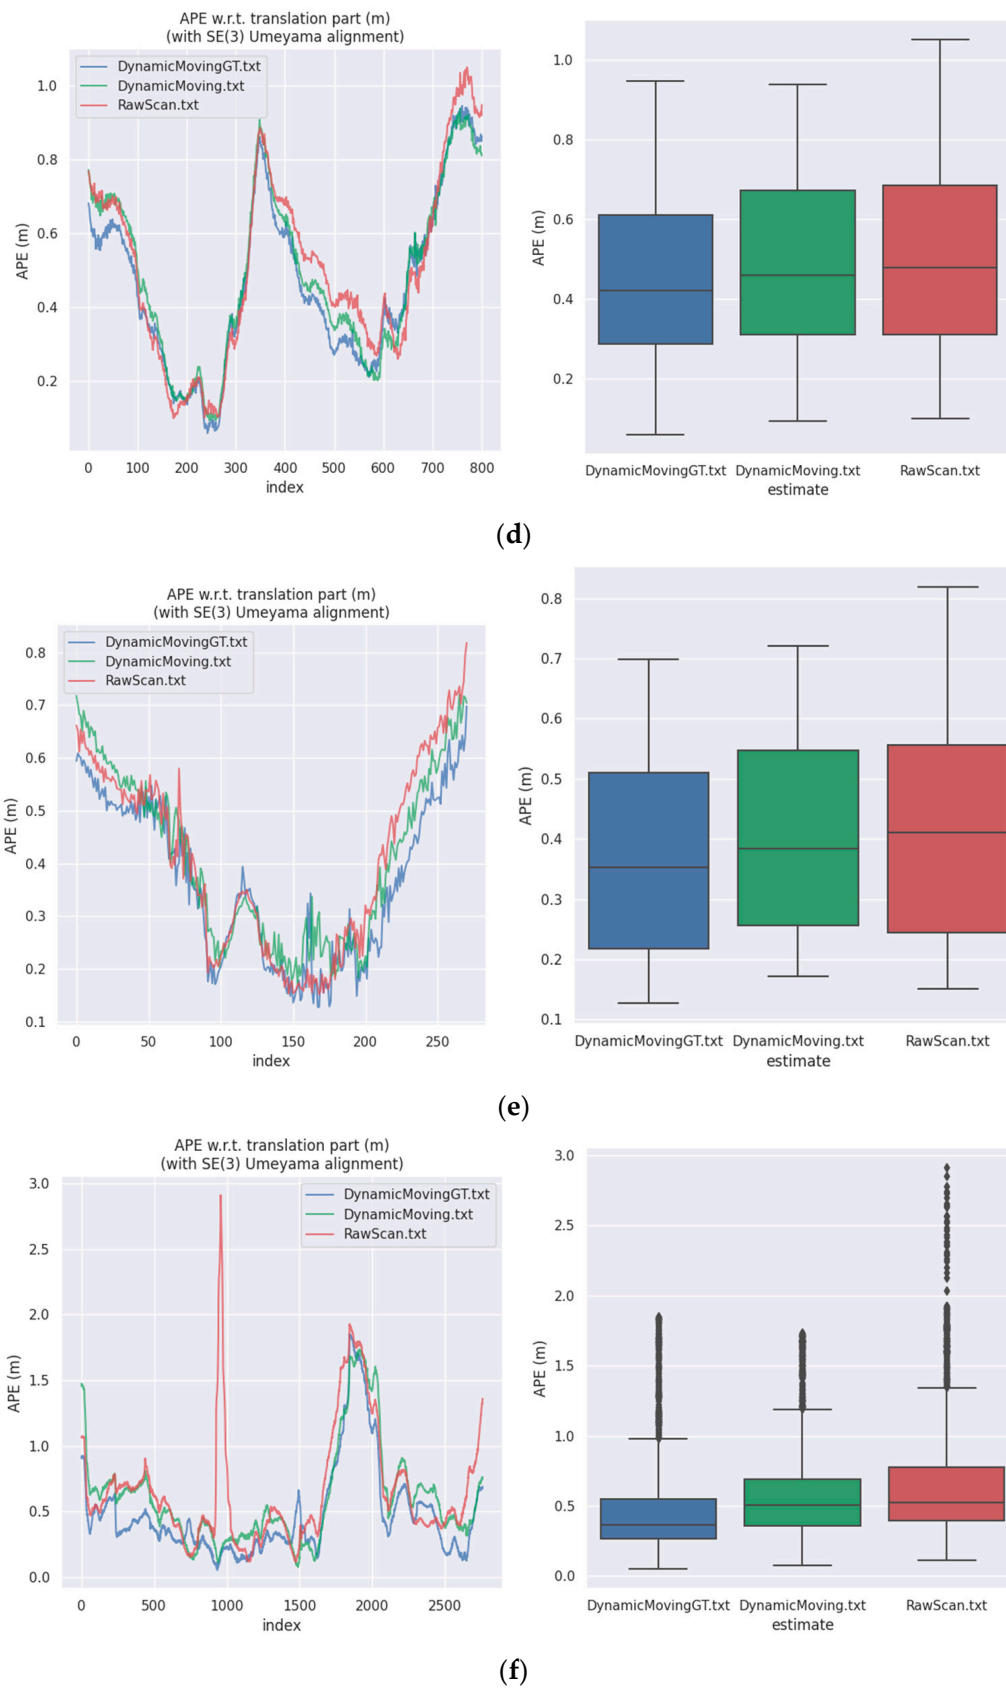 APE w.r.t. translation part (m)
(with SE(3) Umeyama alignment)
DynamicMovingGT.txt
DynamicMoving.txt
RawScan.txt
APE (m)
1.0
0.8
0.6
0.4
0.2
0 100 200 300 400 500 600 700 800
index
APE (m)
1.0
0.8
0.6
0.4
0.2
DynamicMovingGT.txt DynamicMoving.txt RawScan.txt
estimate
(d)
APE w.r.t. translation part (m)
(with SE(3) Umeyama alignment)
DynamicMovingGT.txt
DynamicMoving.txt
RawScan.txt
APE (m)
0.8
0.7
0.6
0.5
0.4
0.3
0.2
0.1
0 50 100 150 200 250
index
APE (m)
0.8
0.7
0.6
0.5
0.4
0.3
0.2
0.1
DynamicMovingGT.txt DynamicMoving.txt RawScan.txt
estimate
(e)
APE w.r.t. translation part (m)
(with SE(3) Umeyama alignment)
DynamicMovingGT.txt
DynamicMoving.txt
RawScan.txt
APE (m)
3.0
2.5
2.0
1.5
1.0
0.5
0.0
0 500 1000 1500 2000 2500
index
APE (m)
3.0
2.5
2.0
1.5
1.0
0.5
0.0
DynamicMovingGT.txt DynamicMoving.txt RawScan.txt
estimate
(f)